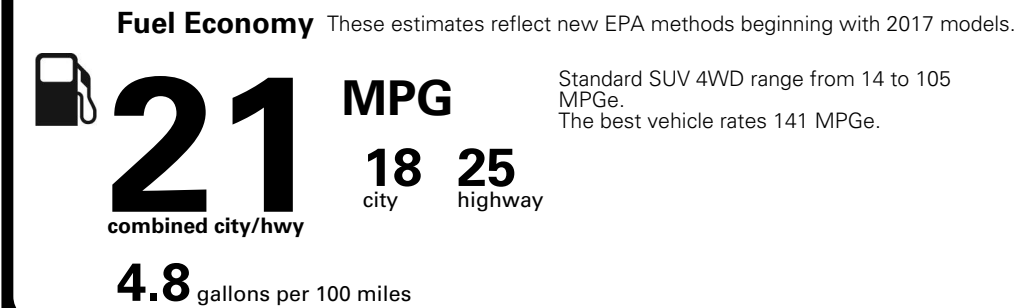 Fuel Economy These estimates reflect new EPA methods beginning with 2017 models.
21 MPG
Standard SUV 4WD range from 14 to 105
MPGe.
The best vehicle rates 141 MPGe.
18 25
city highway
combined city/hwy
4.8 gallons per 100 miles